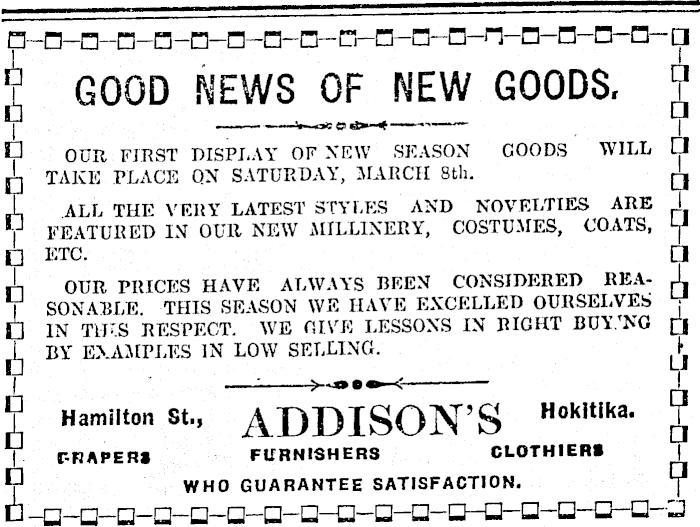 GOOD NEWS OF NEW GOODS.
OUR FIRST DISPLAY OF NEW SEASON GOODS WILL
TAKE PLACE ON SATURDAY, MARCH 8th.
ALL THE VERY LATEST STYLES AND NOVELTIES ARE
FEATURED IN OUR NEW MILLINERY, COSTUMES, COATS,
ETC.
OUR PRICES HAVE ALWAYS BEEN CONSIDERED REA-
SONABLE. THIS SEASON WE HAVE EXCELLED OURSELVES
IN THIS RESPECT. WE GIVE LESSONS IN RIGHT BUYING
BY EXAMPLES IN LOW SELLING.
Hamilton St., ADDISON'S Hokitika.
DRAPERS FURNISHERS CLOTHIERS
WHO GUARANTEE SATISFACTION.